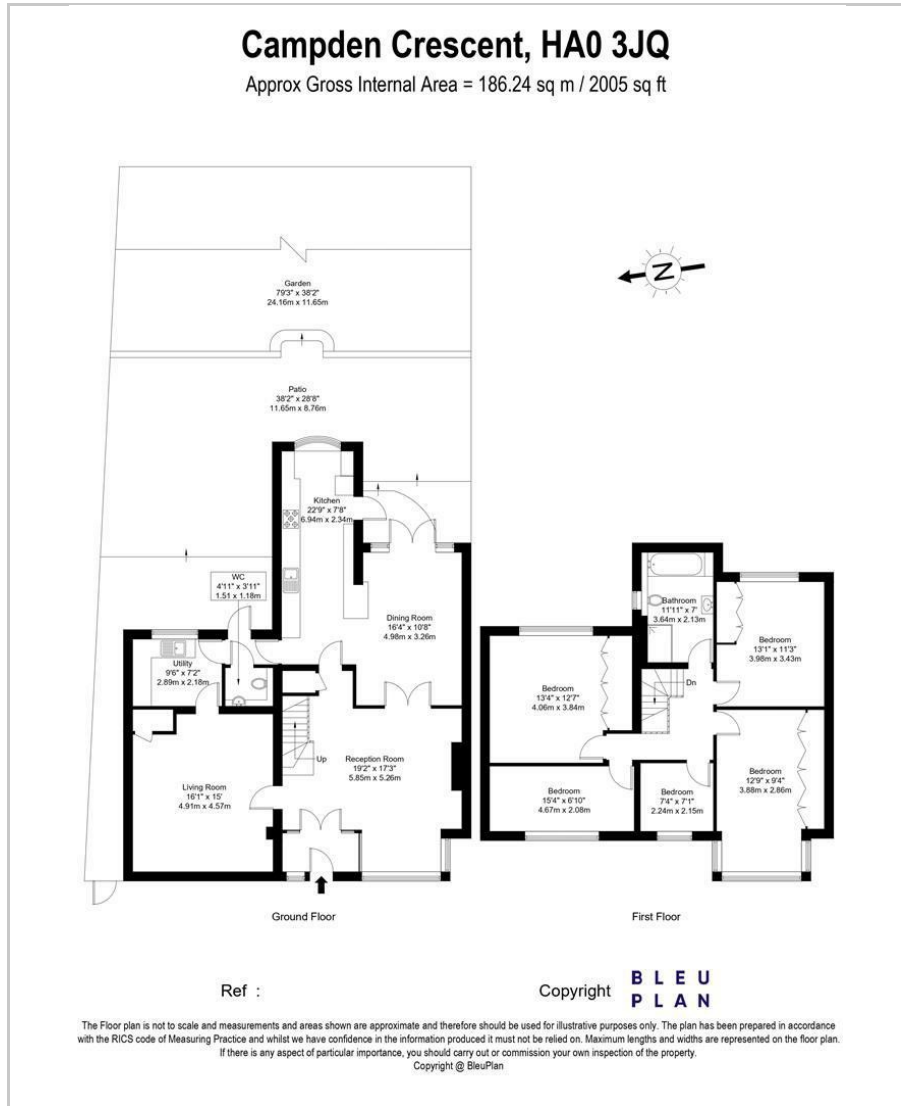 Campden Crescent, HA0 3JQ
Approx Gross Internal Area = 186.24 sq m / 2005 sq ft
N
Garden
79'3" x 38'2"
24.16m x 11.65m
Patio
38'2" x 28'8"
11.65m x 8.76m
Kitchen
22'9" x 7'8"
6.94m x 2.34m
WC
4'11" x 3'11"
1.51 x 1.18m
Dining Room
16'4" x 10'8"
4.98m x 3.26m
Utility
9'6" x 7'2"
2.89m x 2.18m
Up
Reception Room
19'2" x 17'3"
5.85m x 5.26m
Living Room
16'1" x 15'
4.91m x 4.57m
Ground Floor
Bathroom
11'11" x 7'
3.64m x 2.13m
Bedroom
13'1" x 11'3"
3.98m x 3.43m
Dn
Bedroom
13'4" x 12'7"
4.06m x 3.84m
Bedroom
12'9" x 9'4"
3.88m x 2.86m
Bedroom
15'4" x 6'10"
4.67m x 2.08m
Bedroom
7'4" x 7'1"
2.24m x 2.15m
First Floor
Ref :
Copyright
BLEU
PLAN
The Floor plan is not to scale and measurements and areas shown are approximate and therefore should be used for illustrative purposes only. The plan has been prepared in accordance
with the RICS code of Measuring Practice and whilst we have confidence in the information produced it must not be relied on. Maximum lengths and widths are represented on the floor plan.
If there is any aspect of particular importance, you should carry out or commission your own inspection of the property.
Copyright @ BleuPlan